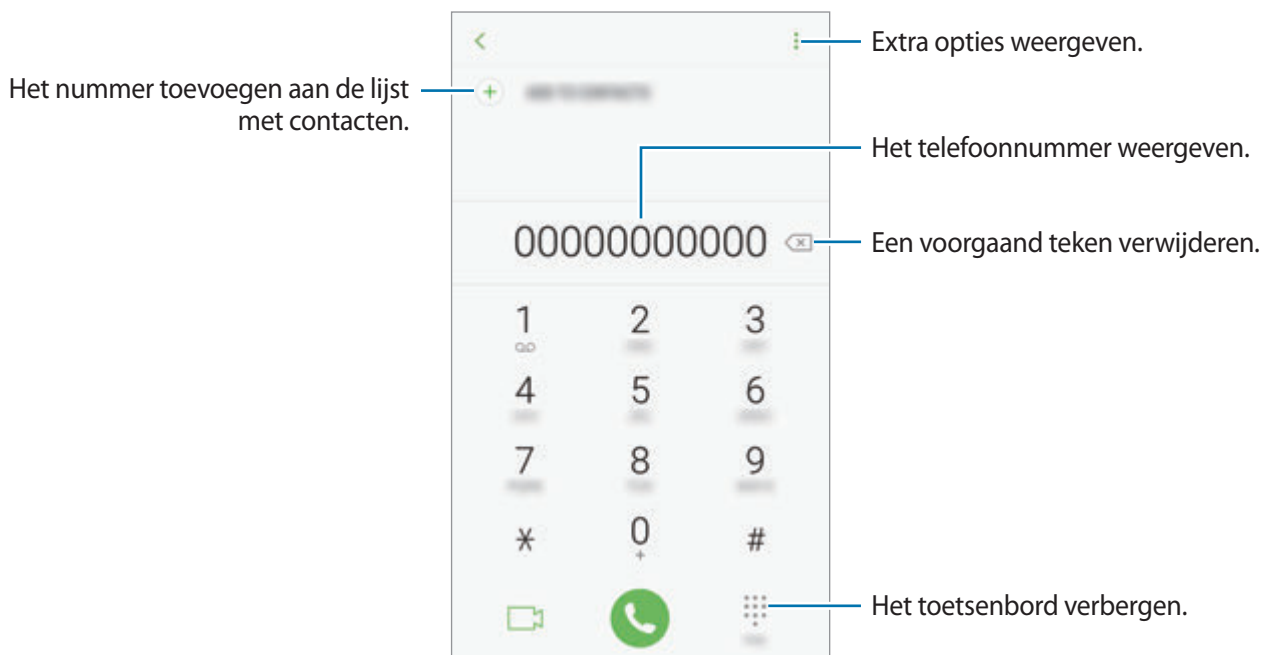 Extra opties weergeven.
Het nummer toevoegen aan de lijst
met contacten.
Het telefoonnummer weergeven.
00000000000
Een voorgaand teken verwijderen.
1 2 3
4 5 6
7 8 9
* 0 #
+
Het toetsenbord verbergen.